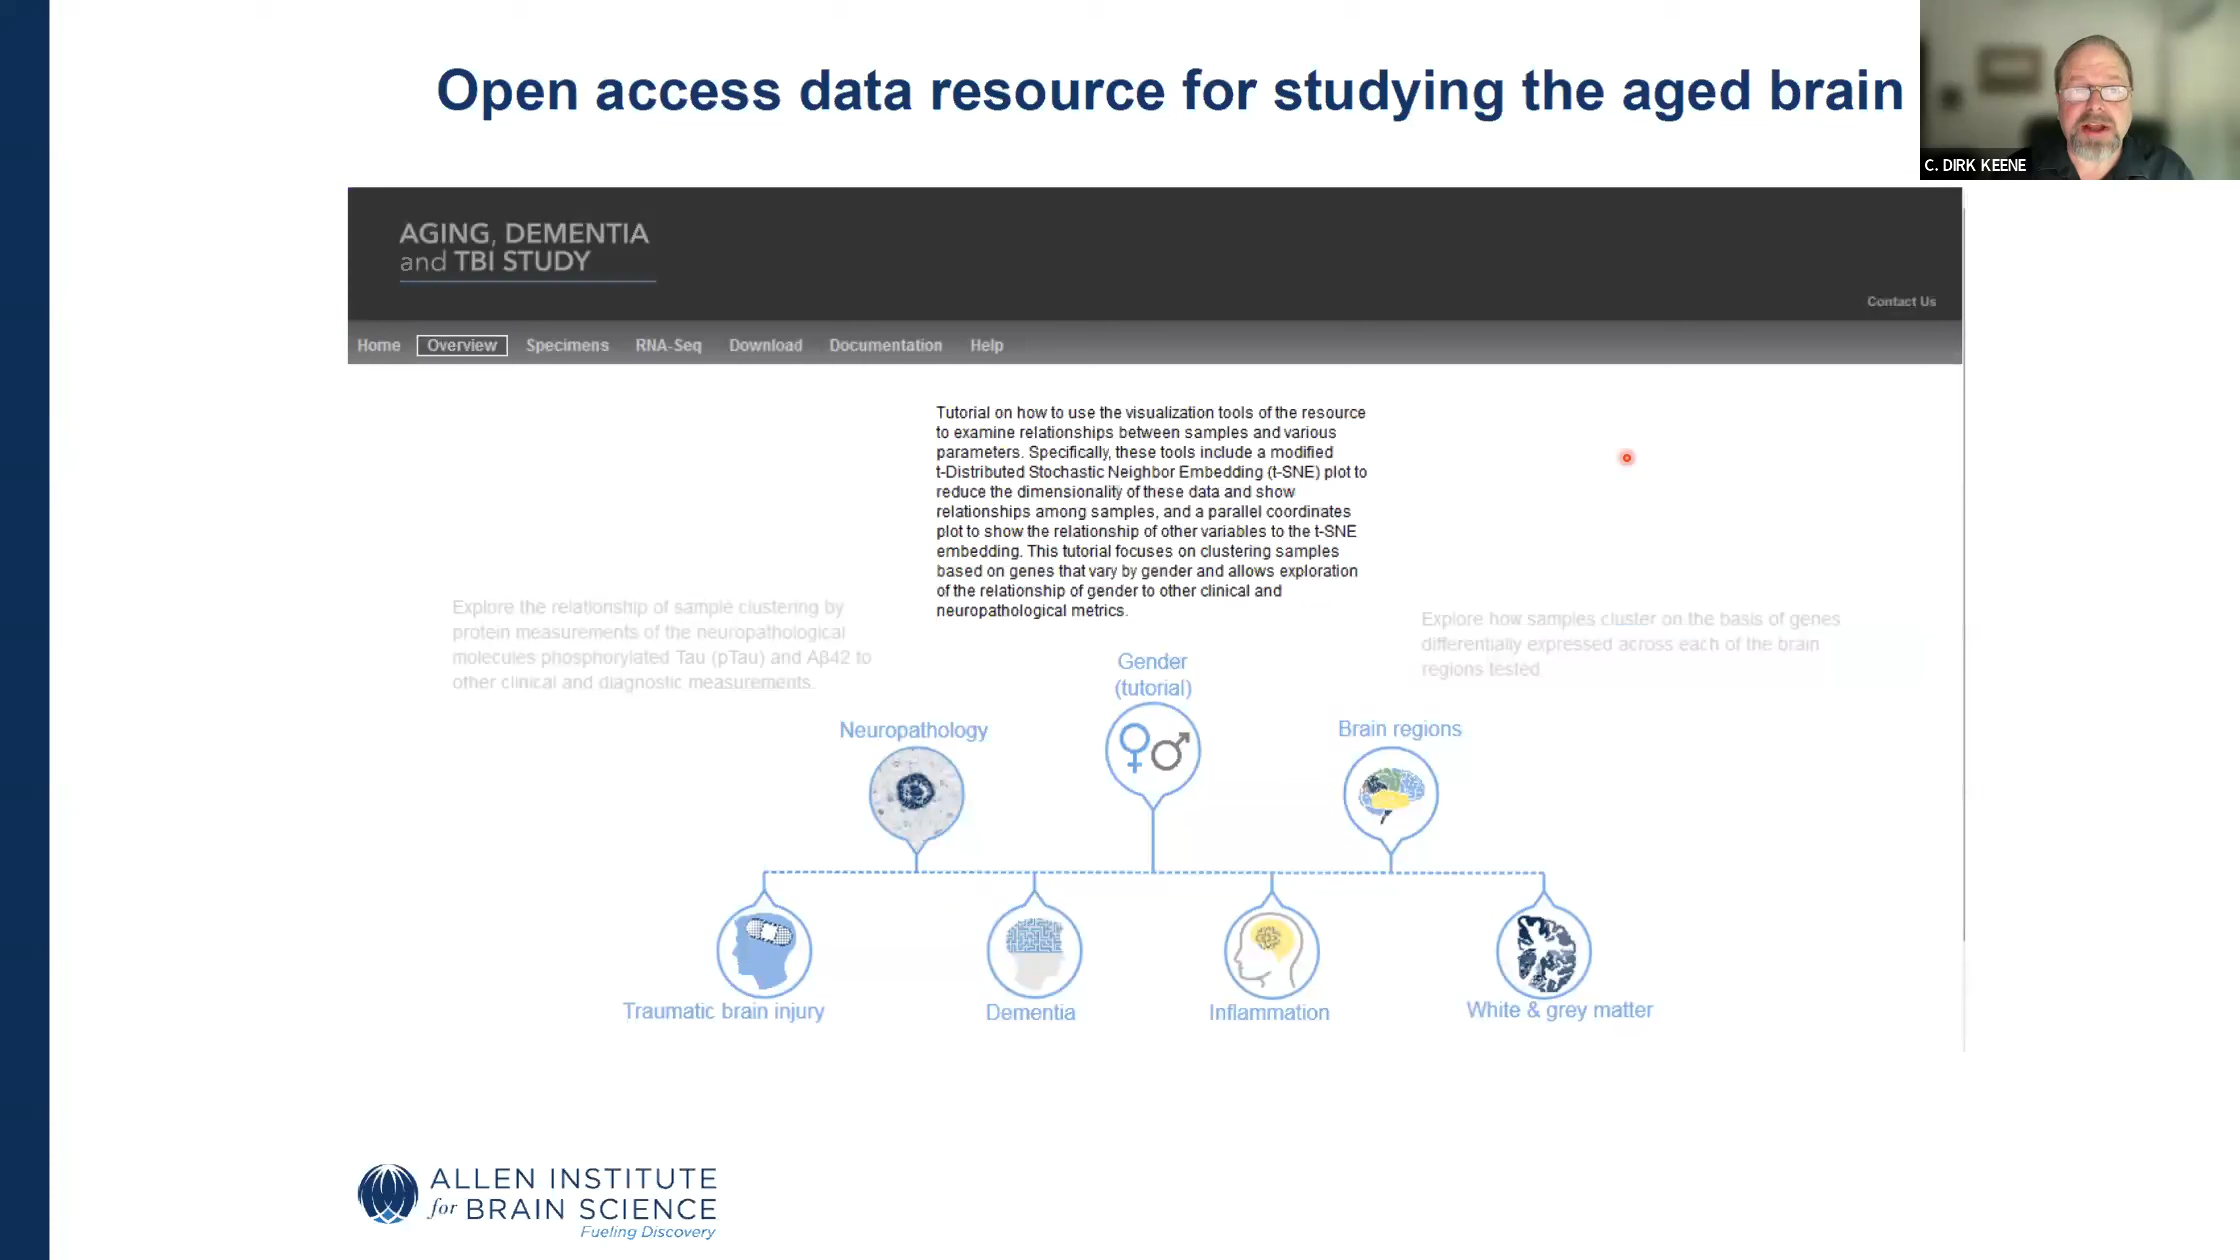 Open access data resource for studying the aged brain
C. DIRK KEENE
AGING, DEMENTIA
and TBI STUDY
Contact Us
Home Overview Specimens RNA-Seq Download Documentation Help
Tutorial on how to use the visualization tools of the resource
to examine relationships between samples and various
parameters. Specifically, these tools include a modified
t-Distributed Stochastic Neighbor Embedding (t-SNE) plot to
reduce the dimensionality of these data and show
relationships among samples, and a parallel coordinates
plot to show the relationship of other variables to the t-SNE
embedding. This tutorial focuses on clustering samples
based on genes that vary by gender and allows exploration
of the relationship of gender to other clinical and
neuropathological metrics.
Explore the relationship of sample clustering by
protein measurements of the neuropathological
molecules phosphorylated Tau (pTau) and Aβ42 to
other clinical and diagnostic measurements.
Explore how samples cluster on the basis of genes
differentially expressed across each of the brain
regions tested
Gender
(tutorial)
Neuropathology
Brain regions
Traumatic brain injury
Dementia
Inflammation
White & grey matter
ALLEN INSTITUTE
for BRAIN SCIENCE
Fueling Discovery